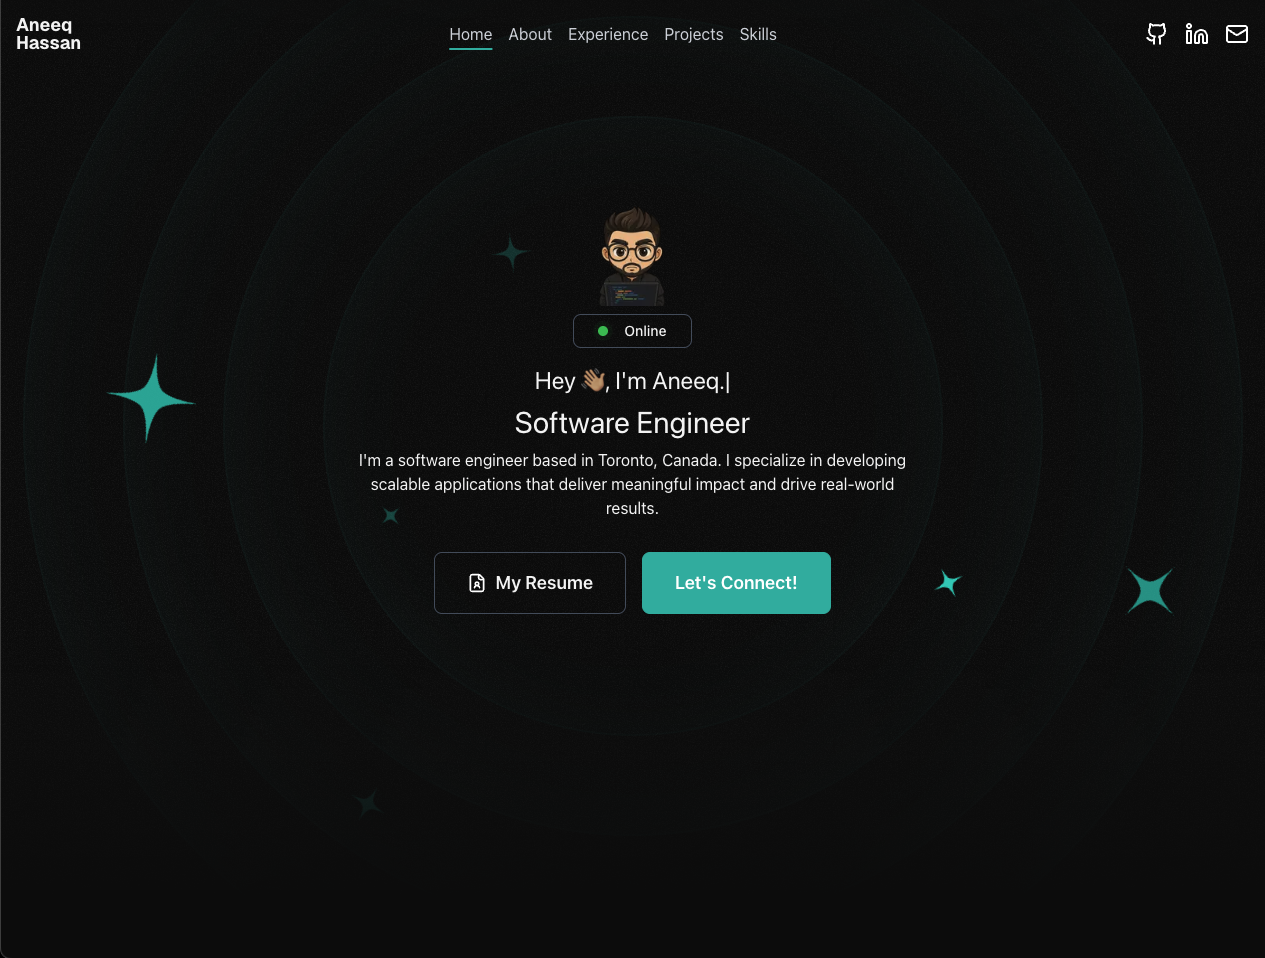 Aneeq
Hassan
Home About Experience Projects Skills
Online
Hey 👋🏽, I'm Aneeq.|
Software Engineer
I'm a software engineer based in Toronto, Canada. I specialize in developing
scalable applications that deliver meaningful impact and drive real-world
results.
My Resume
Let's Connect!